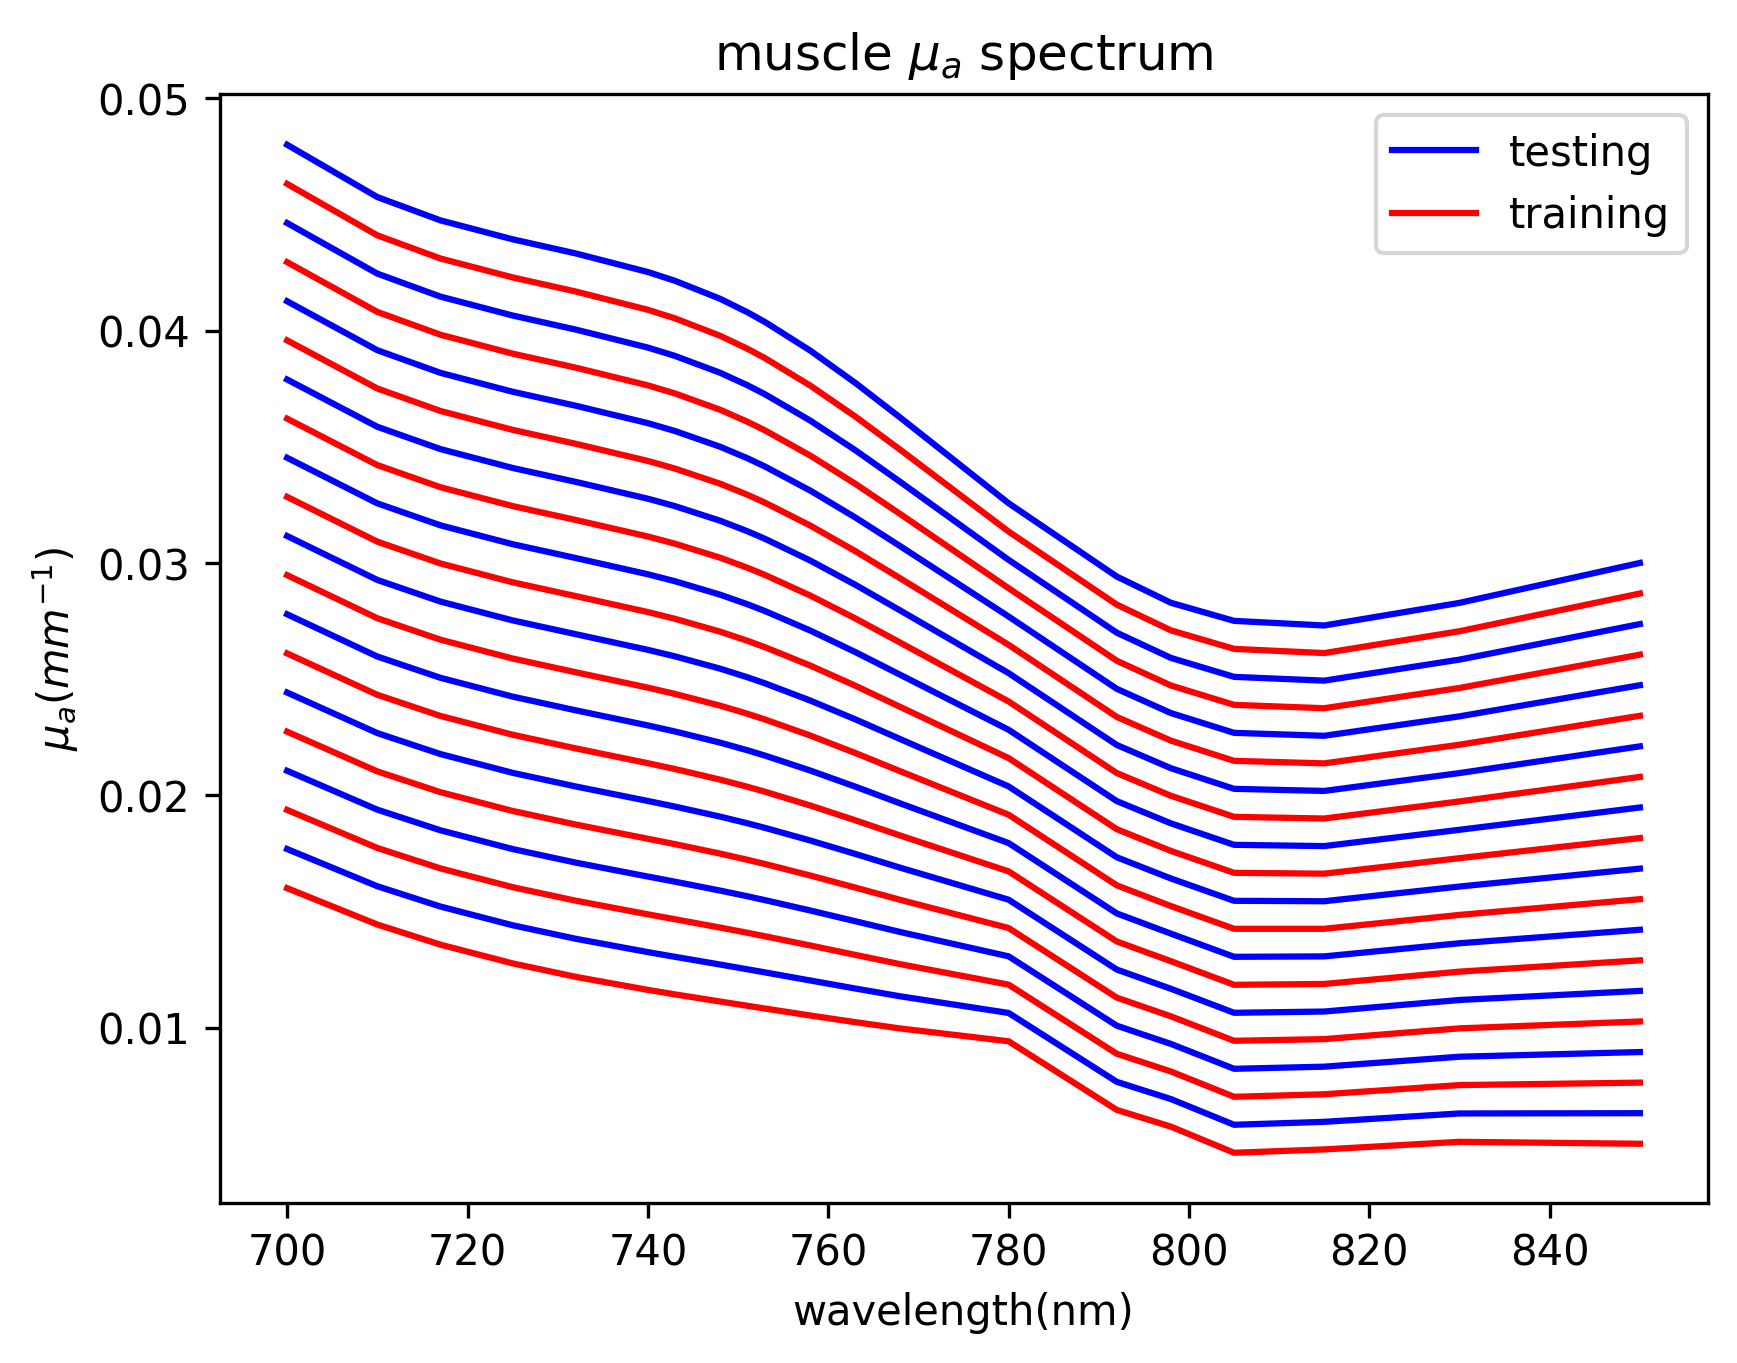 muscle μₐ spectrum
0.05
0.04
0.03
0.02
0.01
μₐ(mm⁻¹)
testing
training
700 720 740 760 780 800 820 840
wavelength(nm)